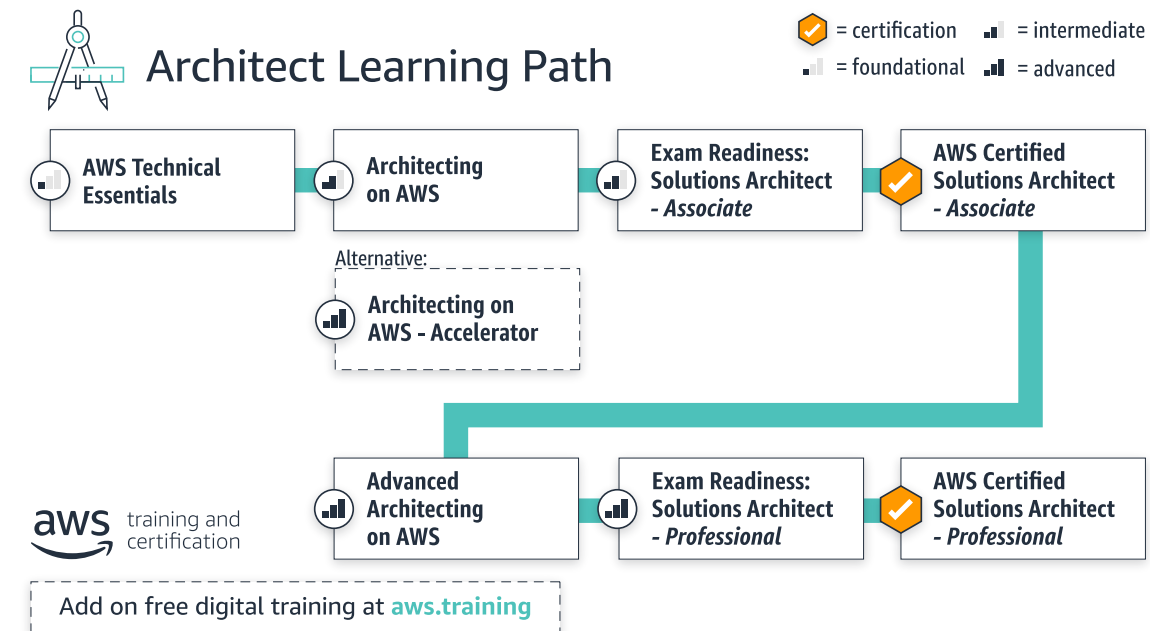 Architect Learning Path
= certification
= intermediate
= foundational
= advanced
AWS Technical
Essentials
Architecting
on AWS
Exam Readiness:
Solutions Architect
- Associate
AWS Certified
Solutions Architect
- Associate
Alternative:
Architecting on
AWS - Accelerator
Advanced
Architecting
on AWS
Exam Readiness:
Solutions Architect
- Professional
AWS Certified
Solutions Architect
- Professional
aws
training and
certification
Add on free digital training at aws.training